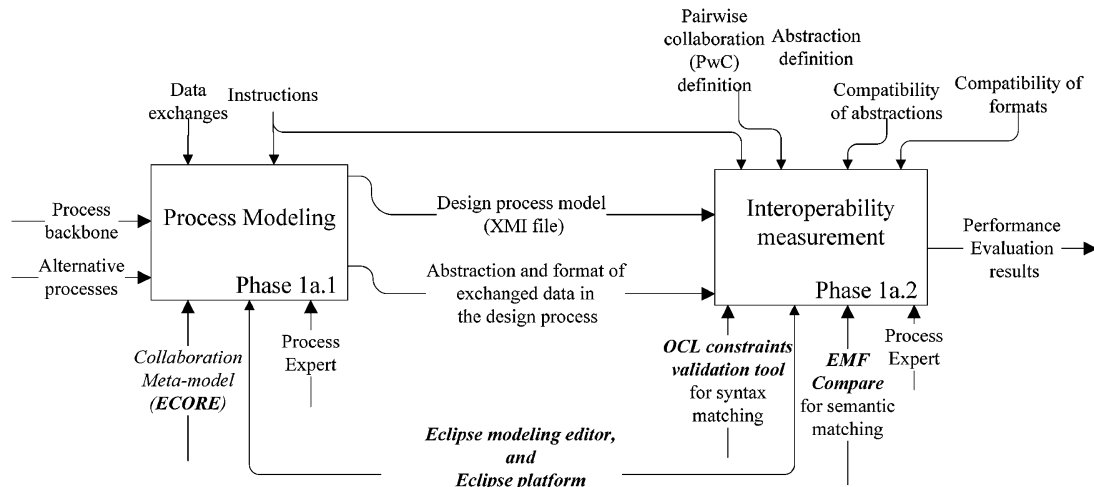 Pairwise
collaboration
(PwC)
definition
Abstraction
definition
Data
exchanges
Instructions
Compatibility
of abstractions
Compatibility of
formats
Process
backbone
Alternative
processes
Process Modeling
Phase 1a.1
Design process model
(XMI file)
Abstraction and format of
exchanged data in
the design process
Interoperability
measurement
Phase 1a.2
Performance
Evaluation
results
Collaboration
Meta-model
(ECORE)
Process
Expert
OCL constraints
validation tool
for syntax
matching
EMF
Compare
for semantic
matching
Process
Expert
Eclipse modeling editor,
and
Eclipse platform